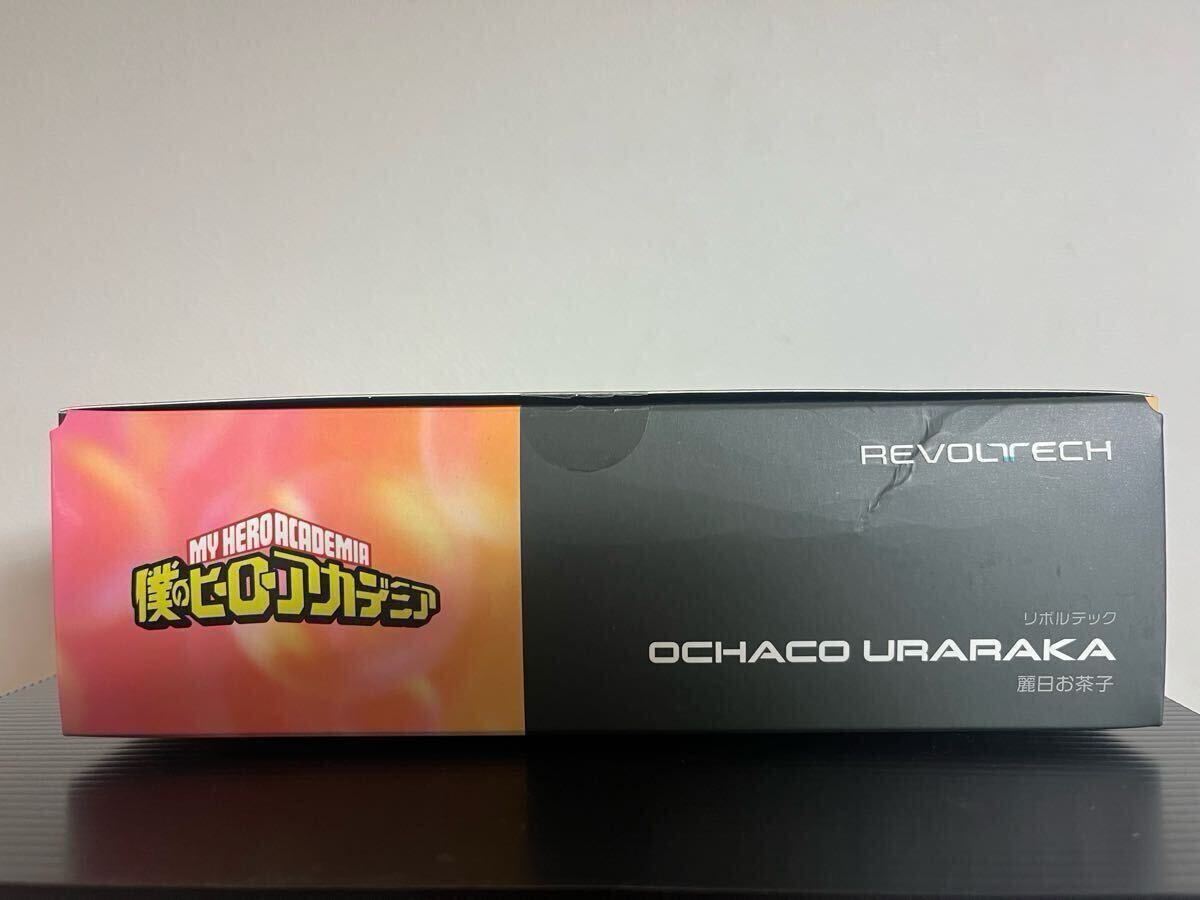 MY HERO ACADEMIA
僕のヒーローアカデミア
REVOLTECH
リボルテック
OCHACO URARAKA
麗日お茶子